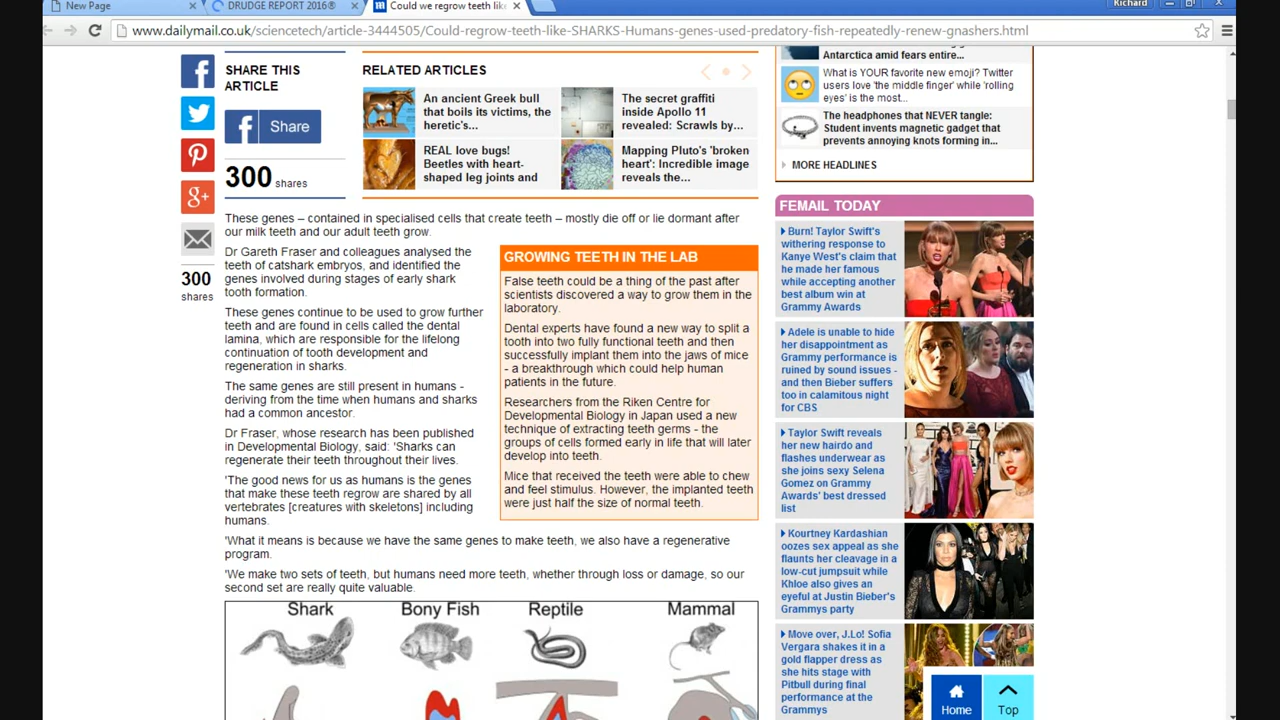 New Page
DRUDGE REPORT 2016®
Could we regrow teeth lik
Richard
www.dailymail.co.uk/sciencetech/article-3444505/Could-regrow-teeth-like-SHARKS-Humans-genes-used-predatory-fish-repeatedly-renew-gnashers.html
SHARE THIS
ARTICLE
Share
300 shares
300
shares
RELATED ARTICLES
An ancient Greek bull
that boils its victims, the
heretic's...
The secret graffiti
inside Apollo 11
revealed: Scrawls by...
REAL love bugs!
Beetles with heart-
shaped leg joints and
Mapping Pluto's 'broken
heart': Incredible image
reveals the...
These genes – contained in specialised cells that create teeth – mostly die off or lie dormant after
our milk teeth and our adult teeth grow.
Dr Gareth Fraser and colleagues analysed the
teeth of catshark embryos, and identified the
genes involved during stages of early shark
tooth formation.
These genes continue to be used to grow further
teeth and are found in cells called the dental
lamina, which are responsible for the lifelong
continuation of tooth development and
regeneration in sharks.
The same genes are still present in humans -
deriving from the time when humans and sharks
had a common ancestor.
Dr Fraser, whose research has been published
in Developmental Biology, said: 'Sharks can
regenerate their teeth throughout their lives.
'The good news for us as humans is the genes
that make these teeth regrow are shared by all
vertebrates [creatures with skeletons] including
humans.
'What it means is because we have the same genes to make teeth, we also have a regenerative
program.
'We make two sets of teeth, but humans need more teeth, whether through loss or damage, so our
second set are really quite valuable.
GROWING TEETH IN THE LAB
False teeth could be a thing of the past after
scientists discovered a way to grow them in the
laboratory.
Dental experts have found a new way to split a
tooth into two fully functional teeth and then
successfully implant them into the jaws of mice
- a breakthrough which could help human
patients in the future.
Researchers from the Riken Centre for
Developmental Biology in Japan used a new
technique of extracting teeth germs - the
groups of cells formed early in life that will later
develop into teeth.
Mice that received the teeth were able to chew
and feel stimulus. However, the implanted teeth
were just half the size of normal teeth.
Shark
Bony Fish
Reptile
Mammal
Antarctica amid fears entire...
What is YOUR favorite new emoji? Twitter
users love 'the middle finger' while 'rolling
eyes' is the most...
The headphones that NEVER tangle:
Student invents magnetic gadget that
prevents annoying knots forming in...
MORE HEADLINES
FEMAIL TODAY
Burn! Taylor Swift's
withering response to
Kanye West's claim that
he made her famous
while accepting another
best album win at
Grammy Awards
Adele is unable to hide
her disappointment as
Grammy performance is
ruined by sound issues -
and then Bieber suffers
too in calamitous night
for CBS
Taylor Swift reveals
her new hairdo and
flashes underwear as
she joins sexy Selena
Gomez on Grammy
Awards' best dressed
list
Kourtney Kardashian
oozes sex appeal as she
flaunts her cleavage in a
low-cut jumpsuit while
Khloe also gives an
eyeful at Justin Bieber's
Grammys party
Move over, J.Lo! Sofia
Vergara shakes it in a
gold flapper dress as
she hits stage with
Pitbull during final
performance at the
Grammys
Home
Top